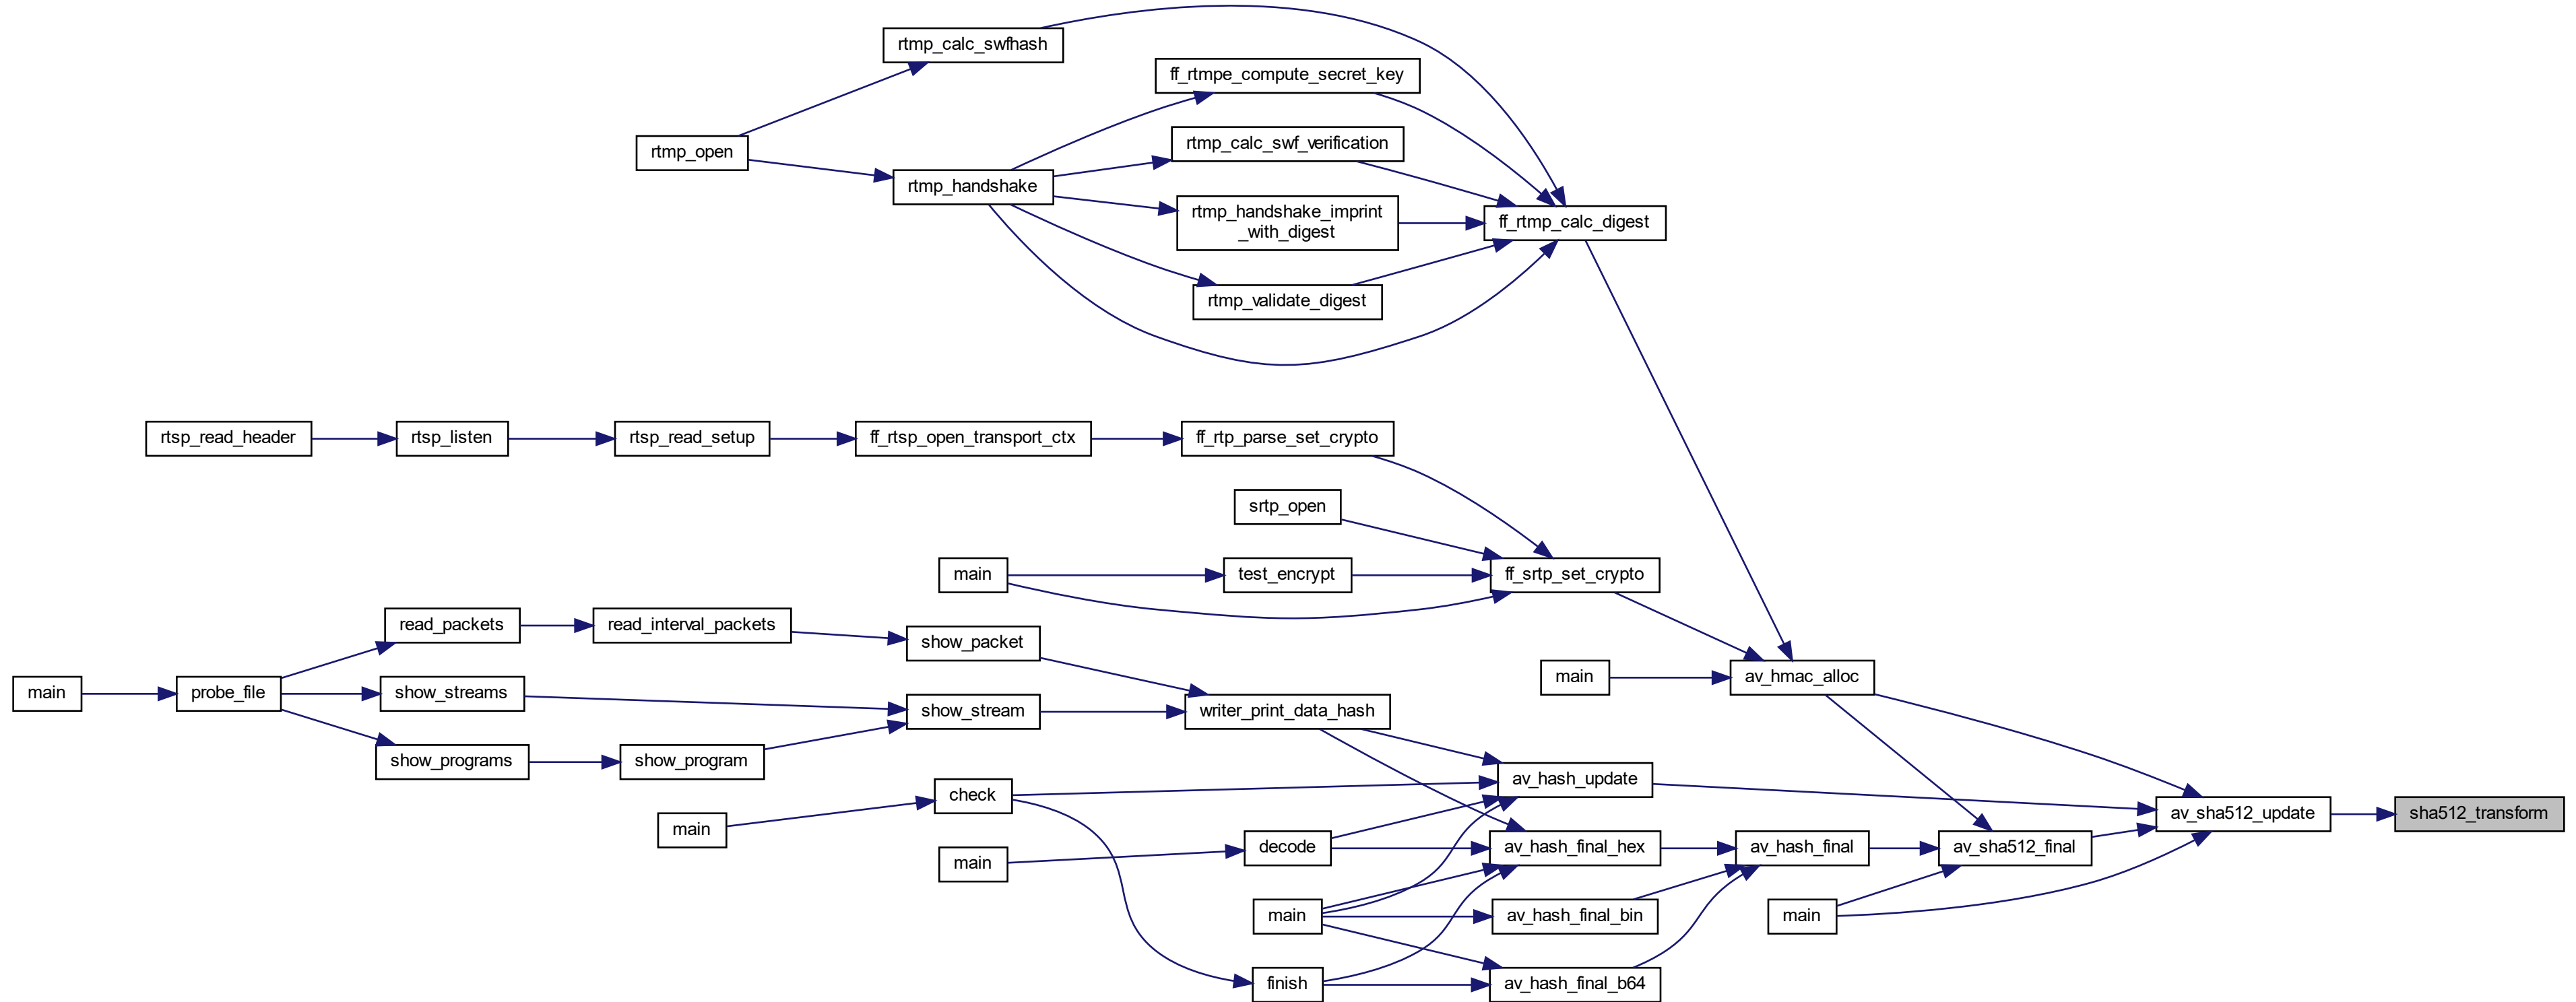 rtmp_calc_swfhash
ff_rtmpe_compute_secret_key
rtmp_calc_swf_verification
rtmp_open
rtmp_handshake
rtmp_handshake_imprint
_with_digest
ff_rtmp_calc_digest
rtmp_validate_digest
rtsp_read_header
rtsp_listen
rtsp_read_setup
ff_rtsp_open_transport_ctx
ff_rtp_parse_set_crypto
srtp_open
main
test_encrypt
ff_srtp_set_crypto
read_packets
read_interval_packets
show_packet
main
av_hmac_alloc
main
probe_file
show_streams
show_stream
writer_print_data_hash
show_programs
show_program
av_hash_update
check
av_sha512_update
sha512_transform
main
decode
av_hash_final_hex
av_hash_final
av_sha512_final
main
main
av_hash_final_bin
main
finish
av_hash_final_b64